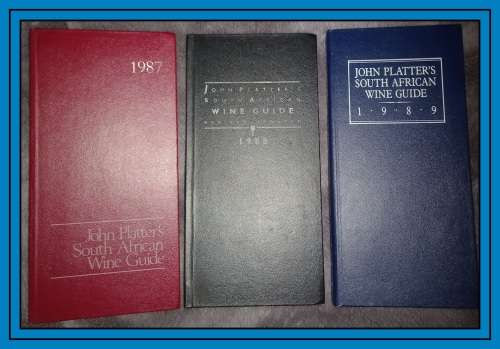 1987
John Platter's
South African
Wine Guide
JOHN PLATTER'S
SOUTH AFRICAN
WINE GUIDE
1988
JOHN PLATTER'S
SOUTH AFRICAN
WINE GUIDE
1·9·8·9